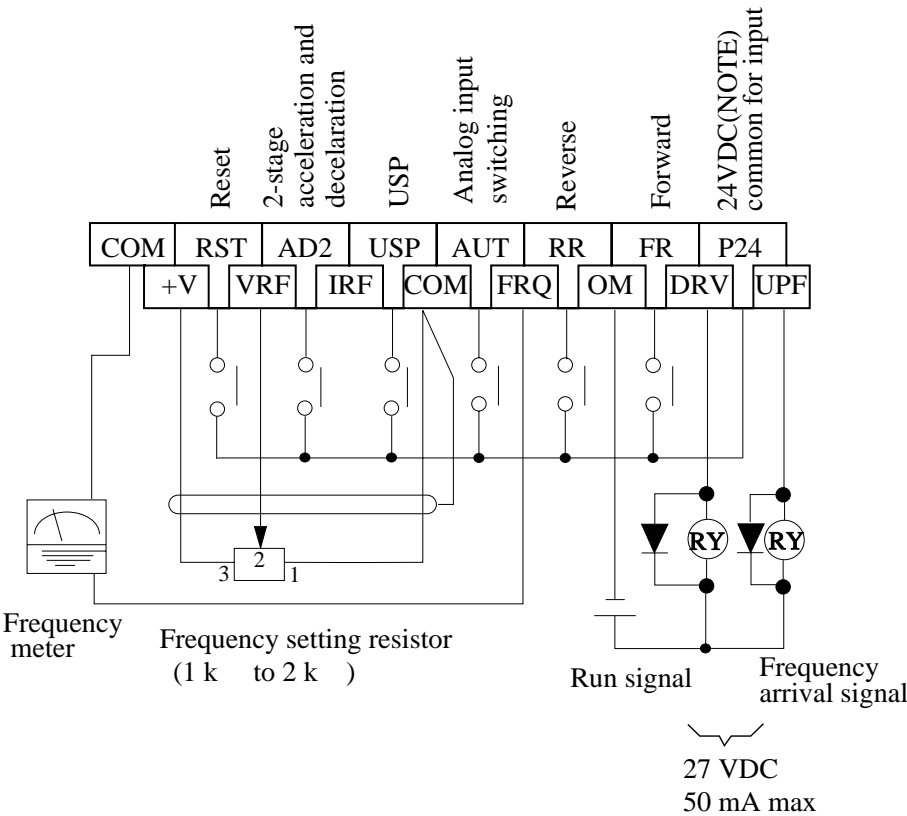 Reset
2-stage
acceleration and
decelaration
USP
Analog input
switching
Reverse
Forward
24VDC(NOTE)
common for input
COM RST AD2 USP AUT RR FR P24
+V VRF IRF COM FRQ OM DRV UPF
RY RY
3 2 1
Frequency
meter
Frequency setting resistor
(1 k to 2 k )
Run signal
Frequency
arrival signal
27 VDC
50 mA max